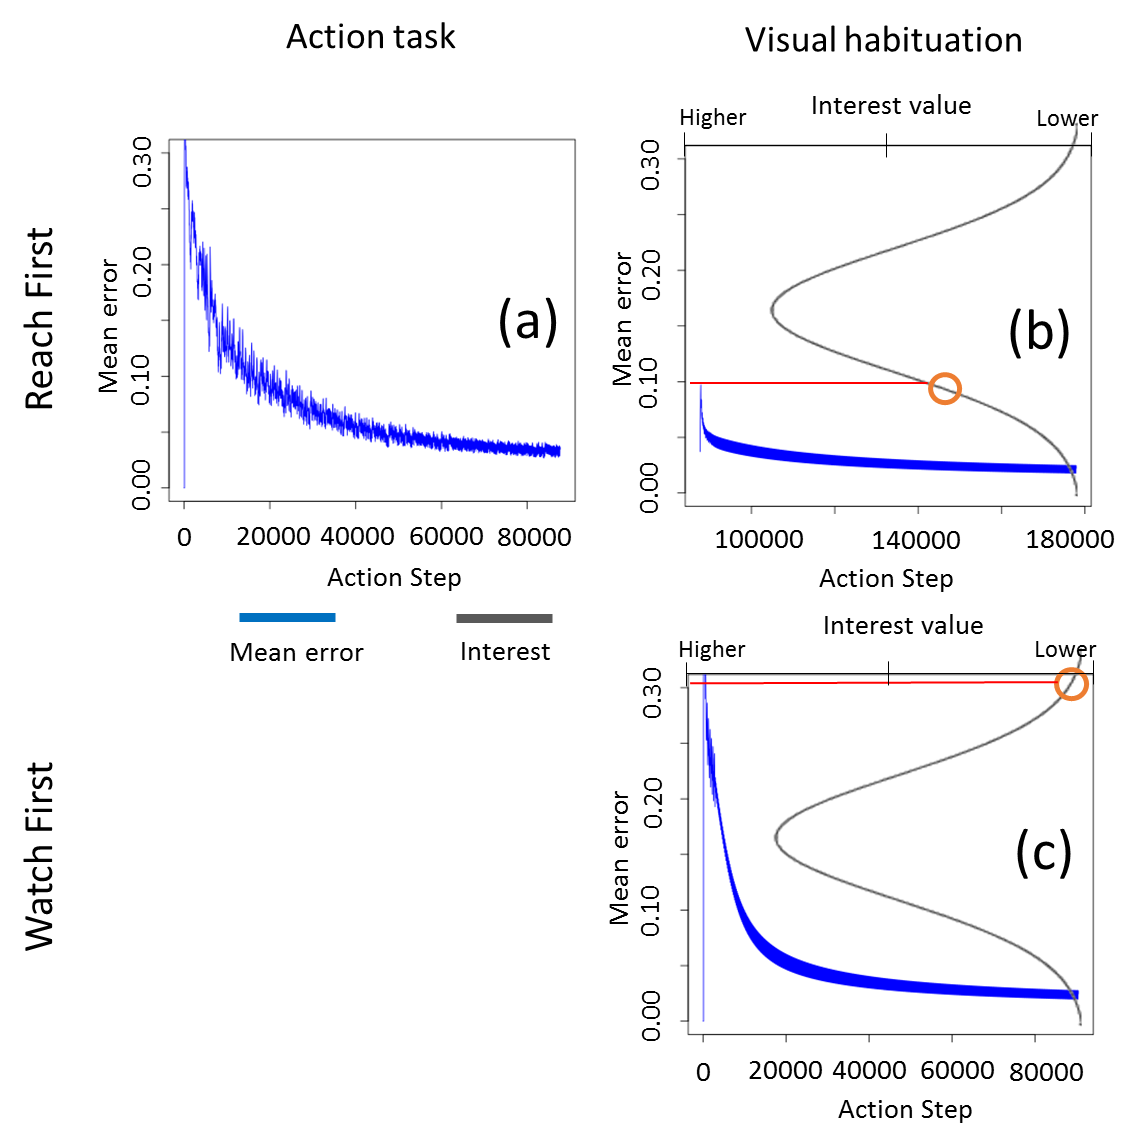 Action task
Visual habituation
Reach First
Mean error
0.30
0.20
0.10
0.00
(a)
0 20000 40000 60000 80000
Action Step
Interest value
Higher
Lower
Mean error
0.30
0.20
0.10
0.00
(b)
100000 140000 180000
Action Step
Mean error
Interest
Watch First
Interest value
Higher
Lower
Mean error
0.30
0.20
0.10
0.00
(c)
0 20000 40000 60000 80000
Action Step